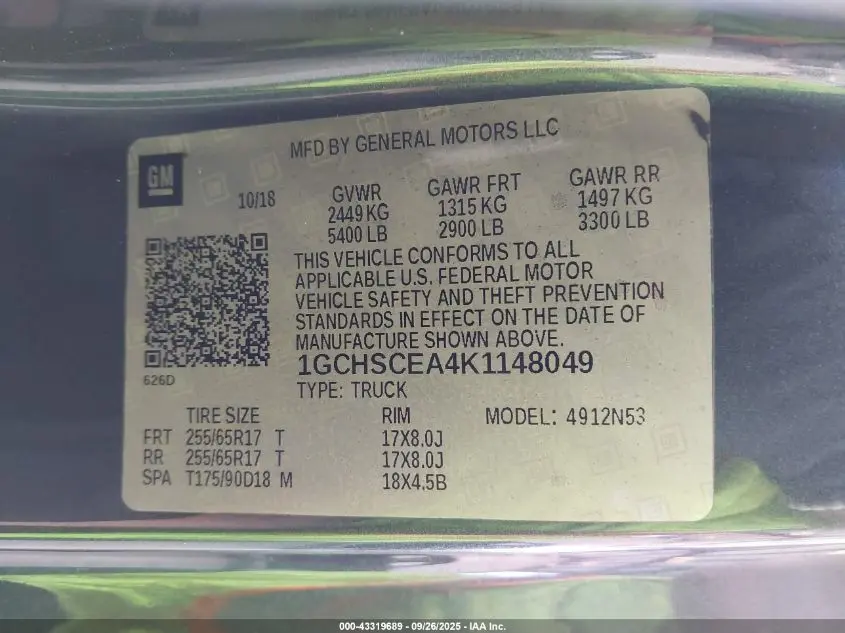 MFD BY GENERAL MOTORS LLC
GM
10/18
GVWR GAWR FRT GAWR RR
2449 KG 1315 KG 1497 KG
5400 LB 2900 LB 3300 LB
THIS VEHICLE CONFORMS TO ALL
APPLICABLE U.S. FEDERAL MOTOR
VEHICLE SAFETY AND THEFT PREVENTION
STANDARDS IN EFFECT ON THE DATE OF
MANUFACTURE SHOWN ABOVE.
626D
1GCHSCEA4K1148049
TYPE: TRUCK
TIRE SIZE RIM MODEL: 4912N53
FRT 255/65R17 T 17X8.0J
RR 255/65R17 T 17X8.0J
SPA T175/90D18 M 18X4.5B
000-43319689 - 09/26/2025 - IAA Inc.